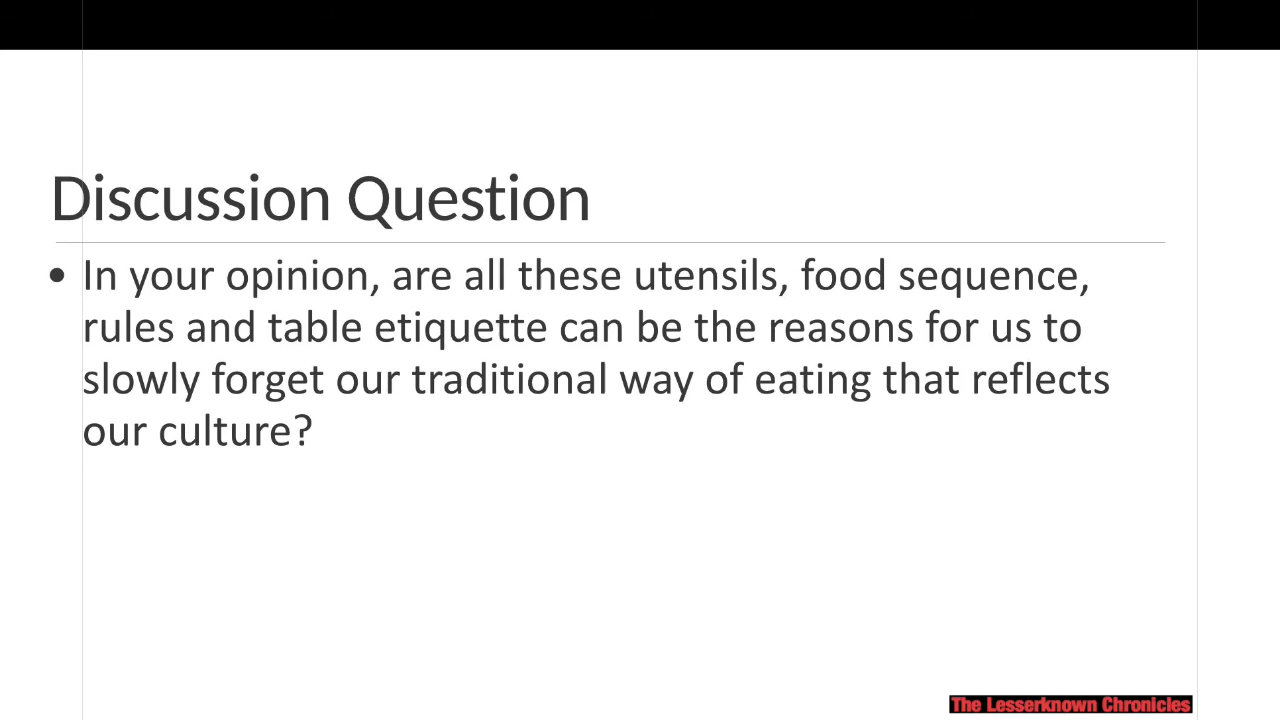 Discussion Question
• In your opinion, are all these utensils, food sequence,
rules and table etiquette can be the reasons for us to
slowly forget our traditional way of eating that reflects
our culture?
The Lesserknown Chronicles